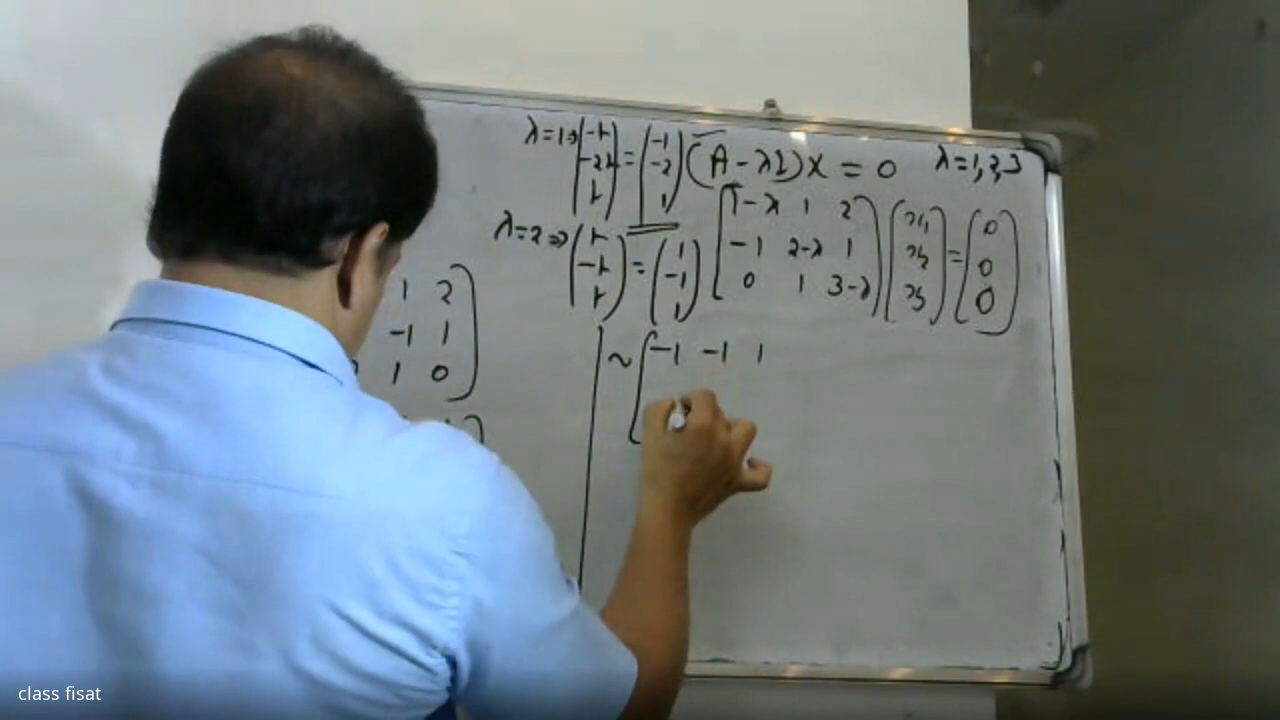 λ=1⇒ (-k -2k k) = (-1 -2 1) (A-λI)X = 0 λ=1,2,3
λ=2⇒ (k -k k) = (1 -1 1)
[1-λ 1 2] [x₁] = [0]
[-1 2-λ 1] [x₂] [0]
[0 1 3-λ] [x₃] [0]
1 2
-1 1
1 0
~ [-1 -1 1
class fisat